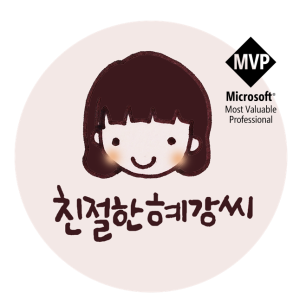 MVP
Microsoft®
Most Valuable
Professional
친절한혜강씨